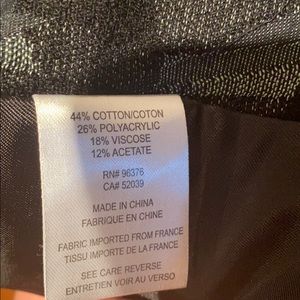 44% COTTON/COTON
26% POLYACRYLIC
18% VISCOSE
12% ACETATE
RN# 96376
CA# 52039
MADE IN CHINA
FABRIQUE EN CHINE
FABRIC IMPORTED FROM FRANCE
TISSU IMPORTE DE LA FRANCE
SEE CARE REVERSE
ENTRETIEN VOIR AU VERSO